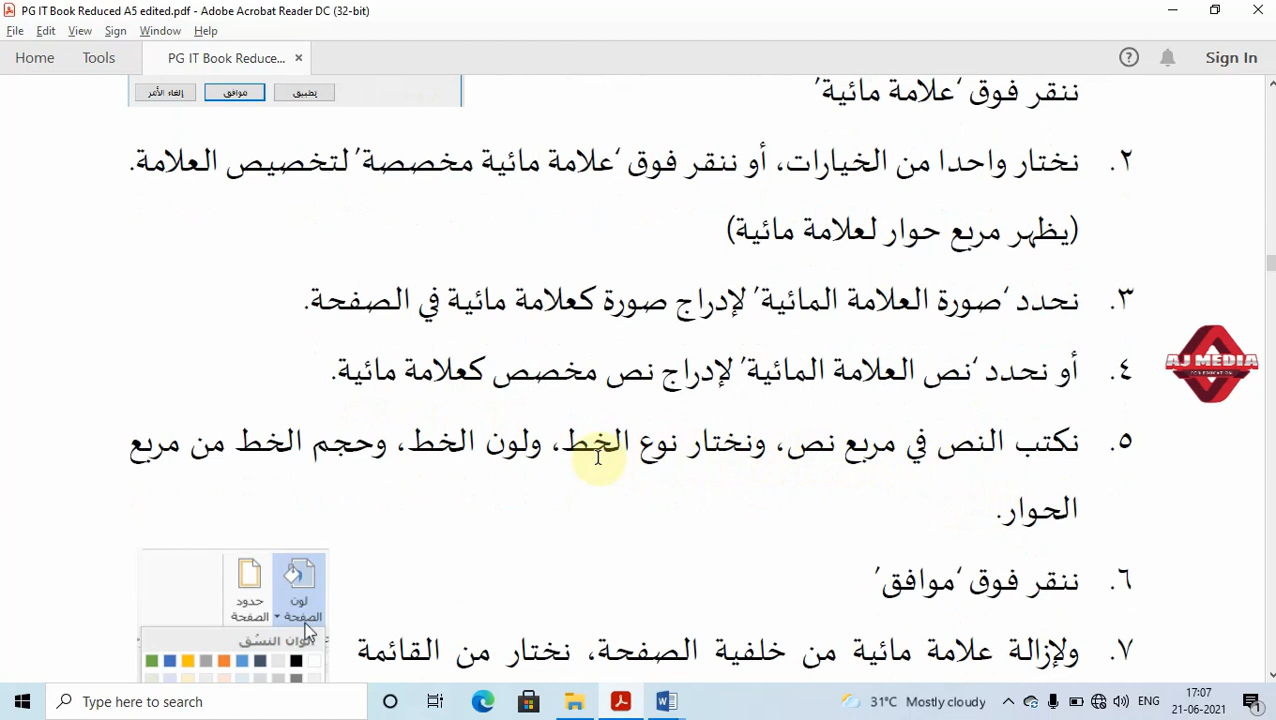 PG IT Book Reduced A5 edited.pdf - Adobe Acrobat Reader DC (32-bit)
File Edit View Sign Window Help
Home Tools PG IT Book Reduce... × Sign In
تطبيق موافق إلغاء الأمر
ننقر فوق ‘علامة مائية’
٢. نختار واحدا من الخيارات، أو ننقر فوق ‘علامة مائية مخصصة’ لتخصيص العلامة.
(يظهر مربع حوار لعلامة مائية)
٣. نحدد ‘صورة العلامة المائية’ لإدراج صورة كعلامة مائية في الصفحة.
AJ MEDIA
FOR EDUCATION
٤. أو نحدد ‘نص العلامة المائية’ لإدراج نص مخصص كعلامة مائية.
٥. نكتب النص في مربع نص، ونختار نوع الخط، ولون الخط، وحجم الخط من مربع
الحوار.
٦. ننقر فوق ‘موافق’
لون الصفحة
حدود الصفحة
ألوان النسق
٧. ولإزالة علامة مائية من خلفية الصفحة، نختار من القائمة
Type here to search
31°C Mostly cloudy
ENG
17:07
21-06-2021
1